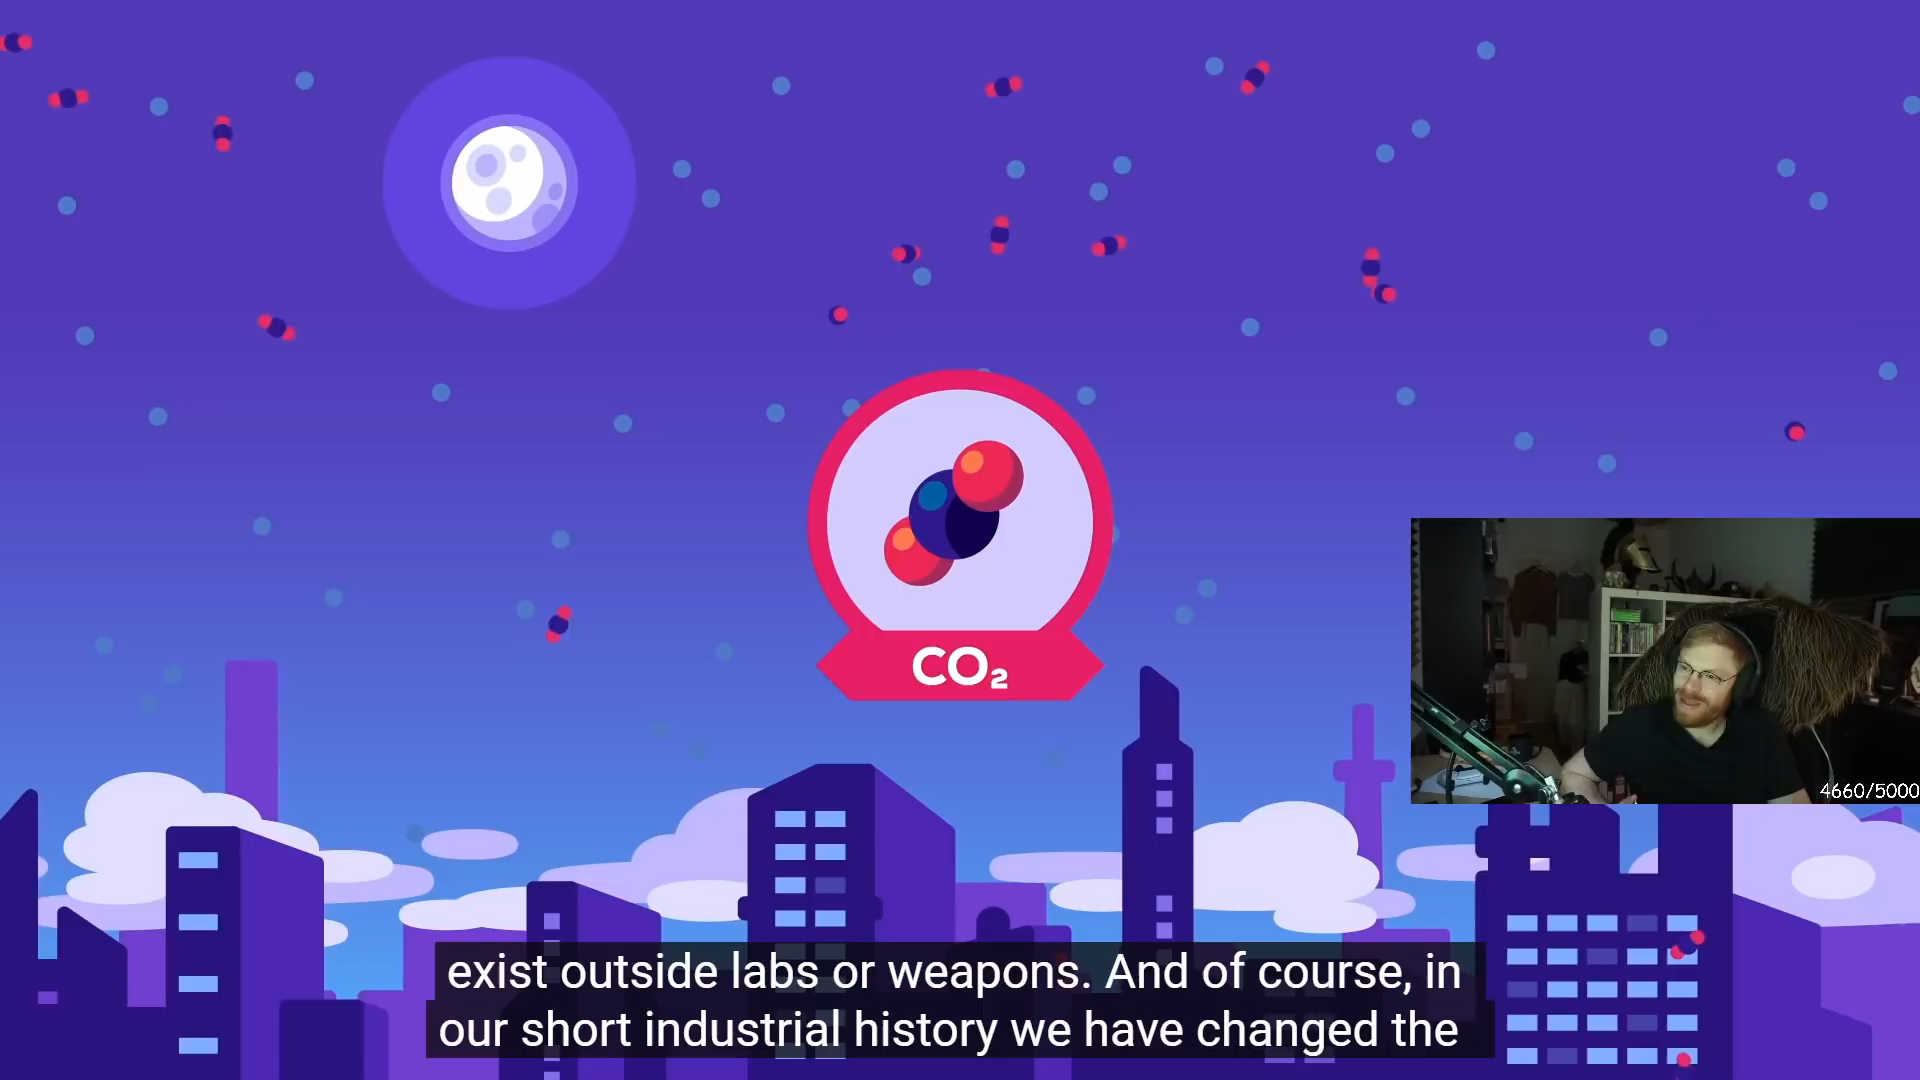 CO₂
4660/5000
exist outside labs or weapons. And of course, in
our short industrial history we have changed the